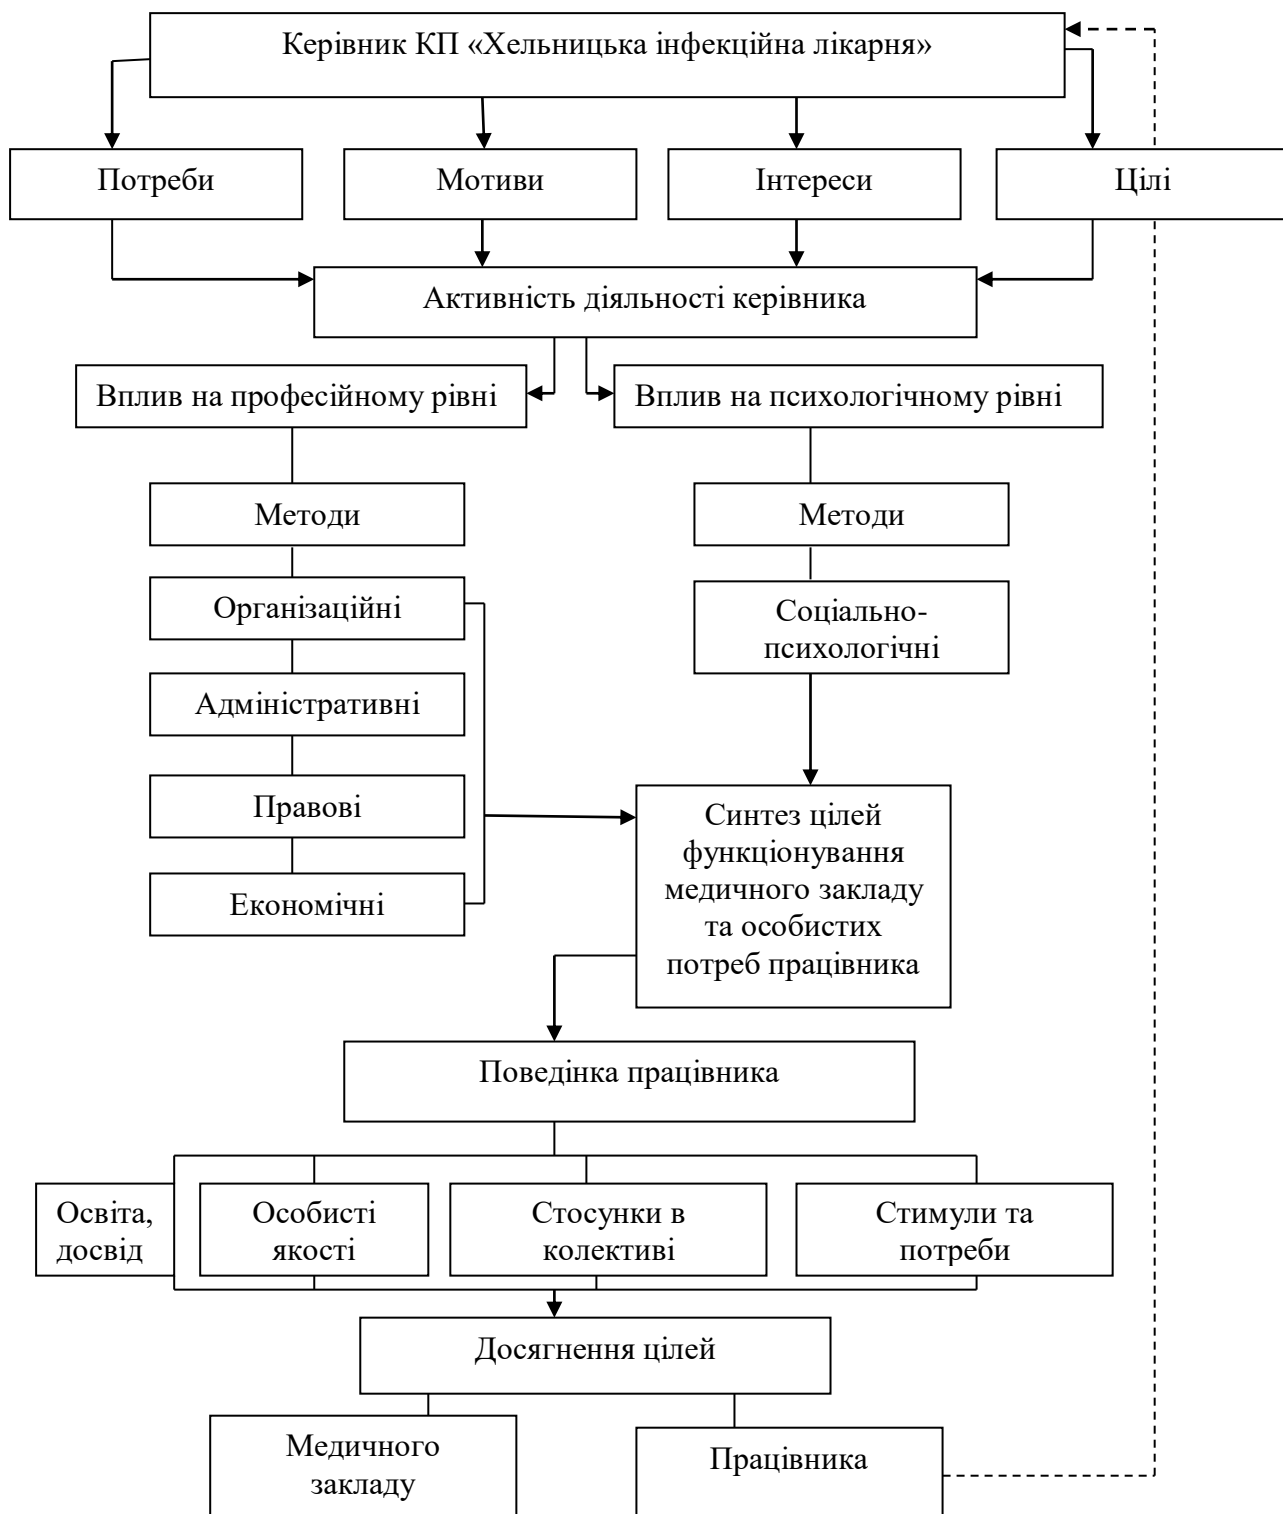 Керівник КП «Хельницька інфекційна лікарня»
Потреби
Мотиви
Інтереси
Цілі
Активність діяльності керівника
Вплив на професійному рівні
Вплив на психологічному рівні
Методи
Методи
Організаційні
Соціально-
психологічні
Адміністративні
Правові
Економічні
Синтез цілей
функціонування
медичного закладу
та особистих
потреб працівника
Поведінка працівника
Освіта,
досвід
Особисті
якості
Стосунки в
колективі
Стимули та
потреби
Досягнення цілей
Медичного
закладу
Працівника